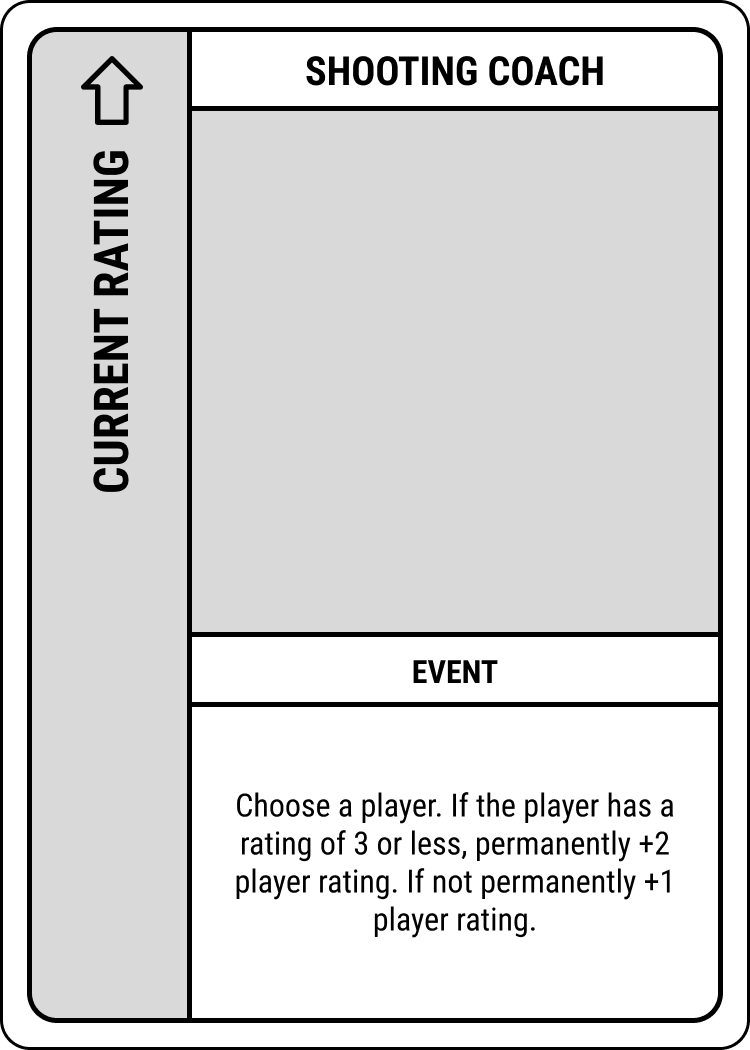 CURRENT RATING
SHOOTING COACH
EVENT
Choose a player. If the player has a
rating of 3 or less, permanently +2
player rating. If not permanently +1
player rating.